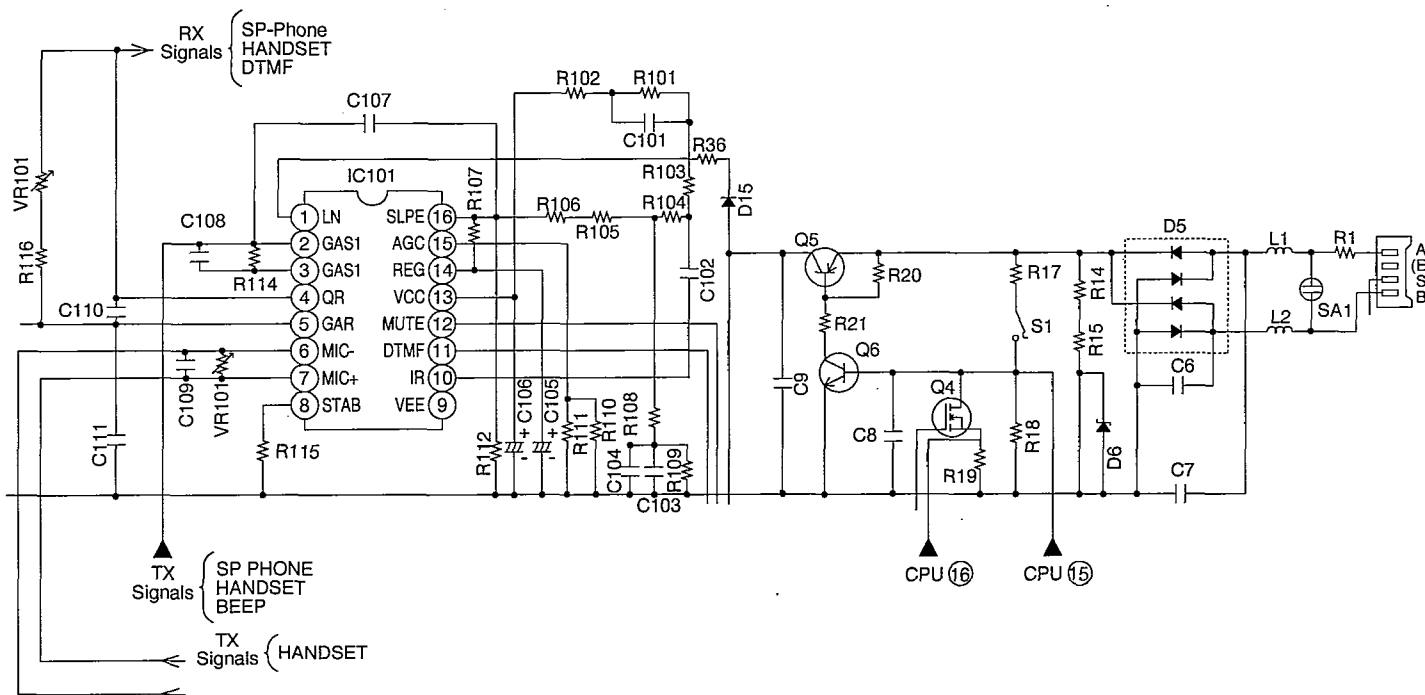 RX
Signals
SP-Phone
HANDSET
DTMF
C107
R102
R101
C101
R36
R103
VR101
R116
C108
R114
IC101
R107
R106
R105
R104
D15
C102
1 LN
2 GAS1
3 GAS1
4 QR
5 GAR
6 MIC-
7 MIC+
8 STAB
SLPE 16
AGC 15
REG 14
VCC 13
MUTE 12
DTMF 11
IR 10
VEE 9
C110
C109
VR101
C111
R115
R112
+ C106 -
+ C105 -
R111
R110
R108
C104
C103
R109
Q5
R20
R21
Q6
C9
C8
Q4
R19
R17
S1
R18
R14
R15
D6
D5
C6
C7
L1
L2
R1
SA1
A
(E
S
B
CPU 16
CPU 15
TX
Signals
SP PHONE
HANDSET
BEEP
TX
Signals
HANDSET